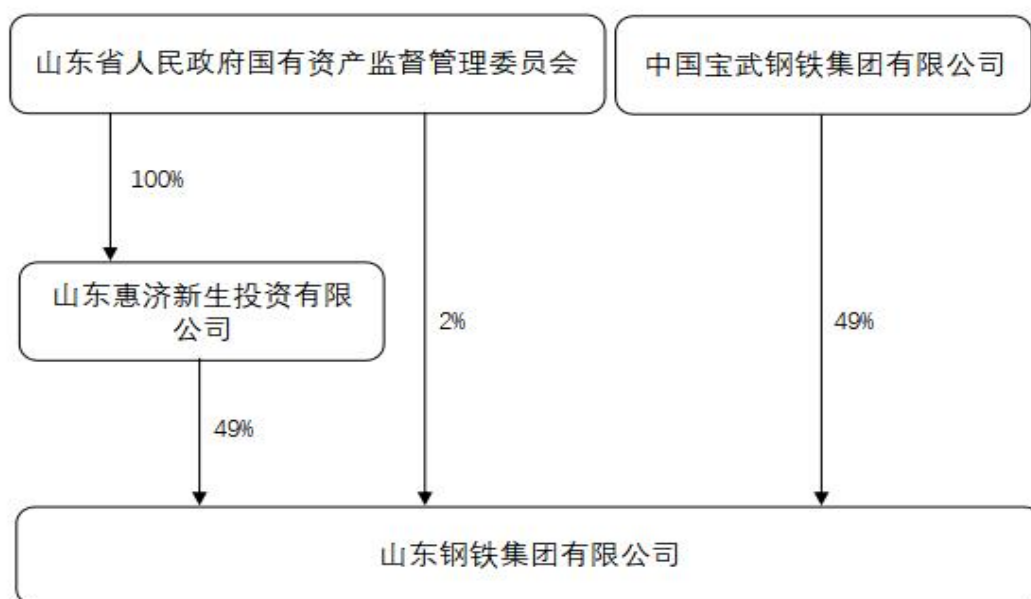 山东省人民政府国有资产监督管理委员会
中国宝武钢铁集团有限公司
100%
山东惠济新生投资有限
公司
2%
49%
49%
山东钢铁集团有限公司